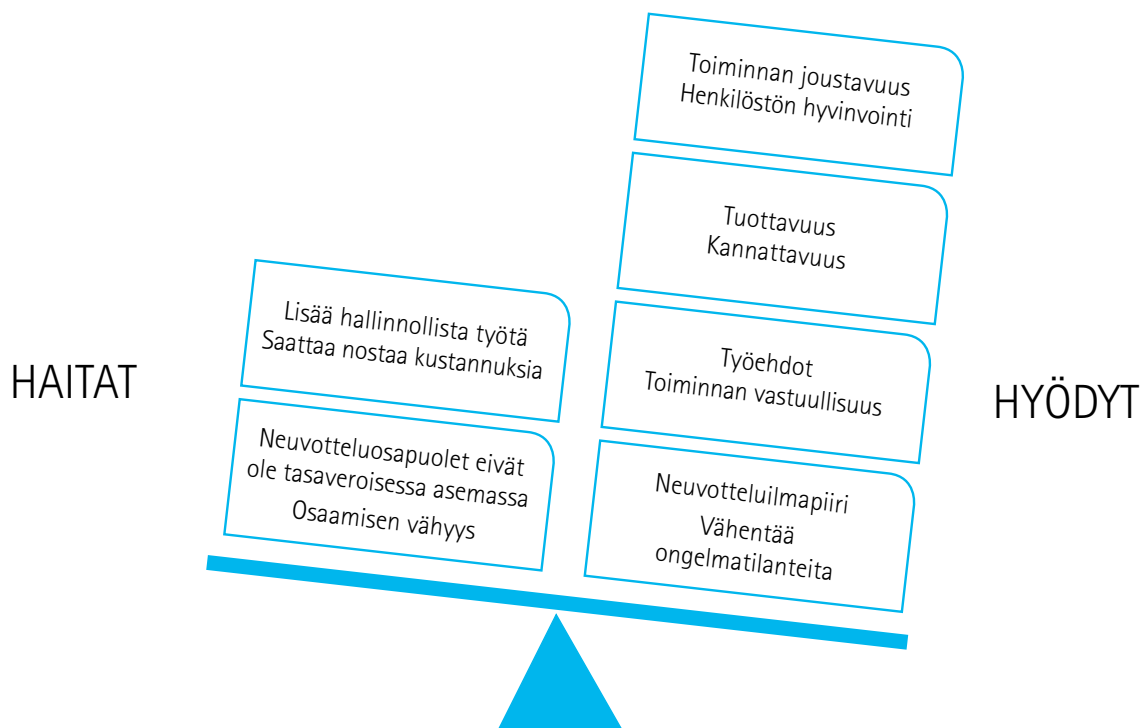 HAITAT
Lisää hallinnollista työtä
Saattaa nostaa kustannuksia
Neuvotteluosapuolet eivät
ole tasaveroisessa asemassa
Osaamisen vähyys
Toiminnan joustavuus
Henkilöstön hyvinvointi
Tuottavuus
Kannattavuus
Työehdot
Toiminnan vastuullisuus
Neuvotteluilmapiiri
Vähentää
ongelmatilanteita
HYÖDYT